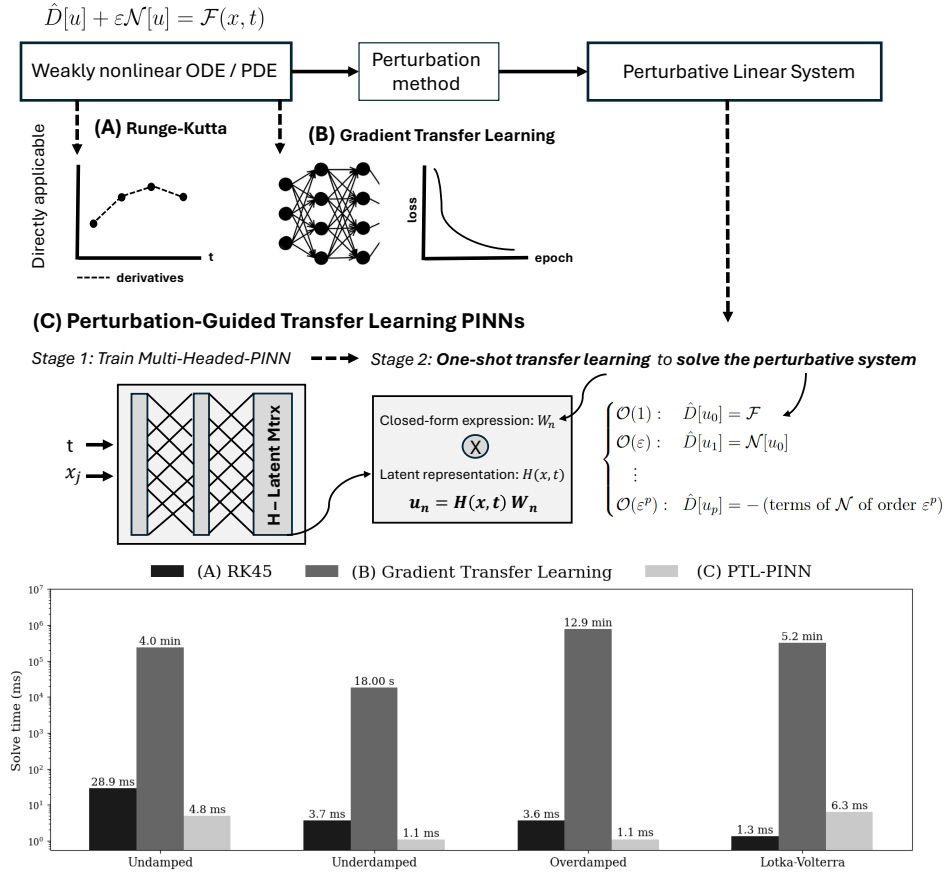 D̂[u] + ε𝒩[u] = ℱ(x, t)
Weakly nonlinear ODE / PDE
Perturbation
method
Perturbative Linear System
Directly applicable
(A) Runge-Kutta
t
derivatives
(B) Gradient Transfer Learning
loss
epoch
(C) Perturbation-Guided Transfer Learning PINNs
Stage 1: Train Multi-Headed-PINN
Stage 2: One-shot transfer learning to solve the perturbative system
t
x_j
H – Latent Mtrx
Closed-form expression: W_n
X
Latent representation: H(x, t)
u_n = H(x, t) W_n
𝒪(1) : D̂[u_0] = ℱ
𝒪(ε) : D̂[u_1] = 𝒩[u_0]
⋮
𝒪(ε^p) : D̂[u_p] = − (terms of 𝒩 of order ε^p)
(A) RK45 (B) Gradient Transfer Learning (C) PTL-PINN
Solve time (ms)
10^7
10^6
10^5
10^4
10^3
10^2
10^1
10^0
28.9 ms
4.0 min
4.8 ms
3.7 ms
18.00 s
1.1 ms
3.6 ms
12.9 min
1.1 ms
1.3 ms
5.2 min
6.3 ms
Undamped Underdamped Overdamped Lotka-Volterra